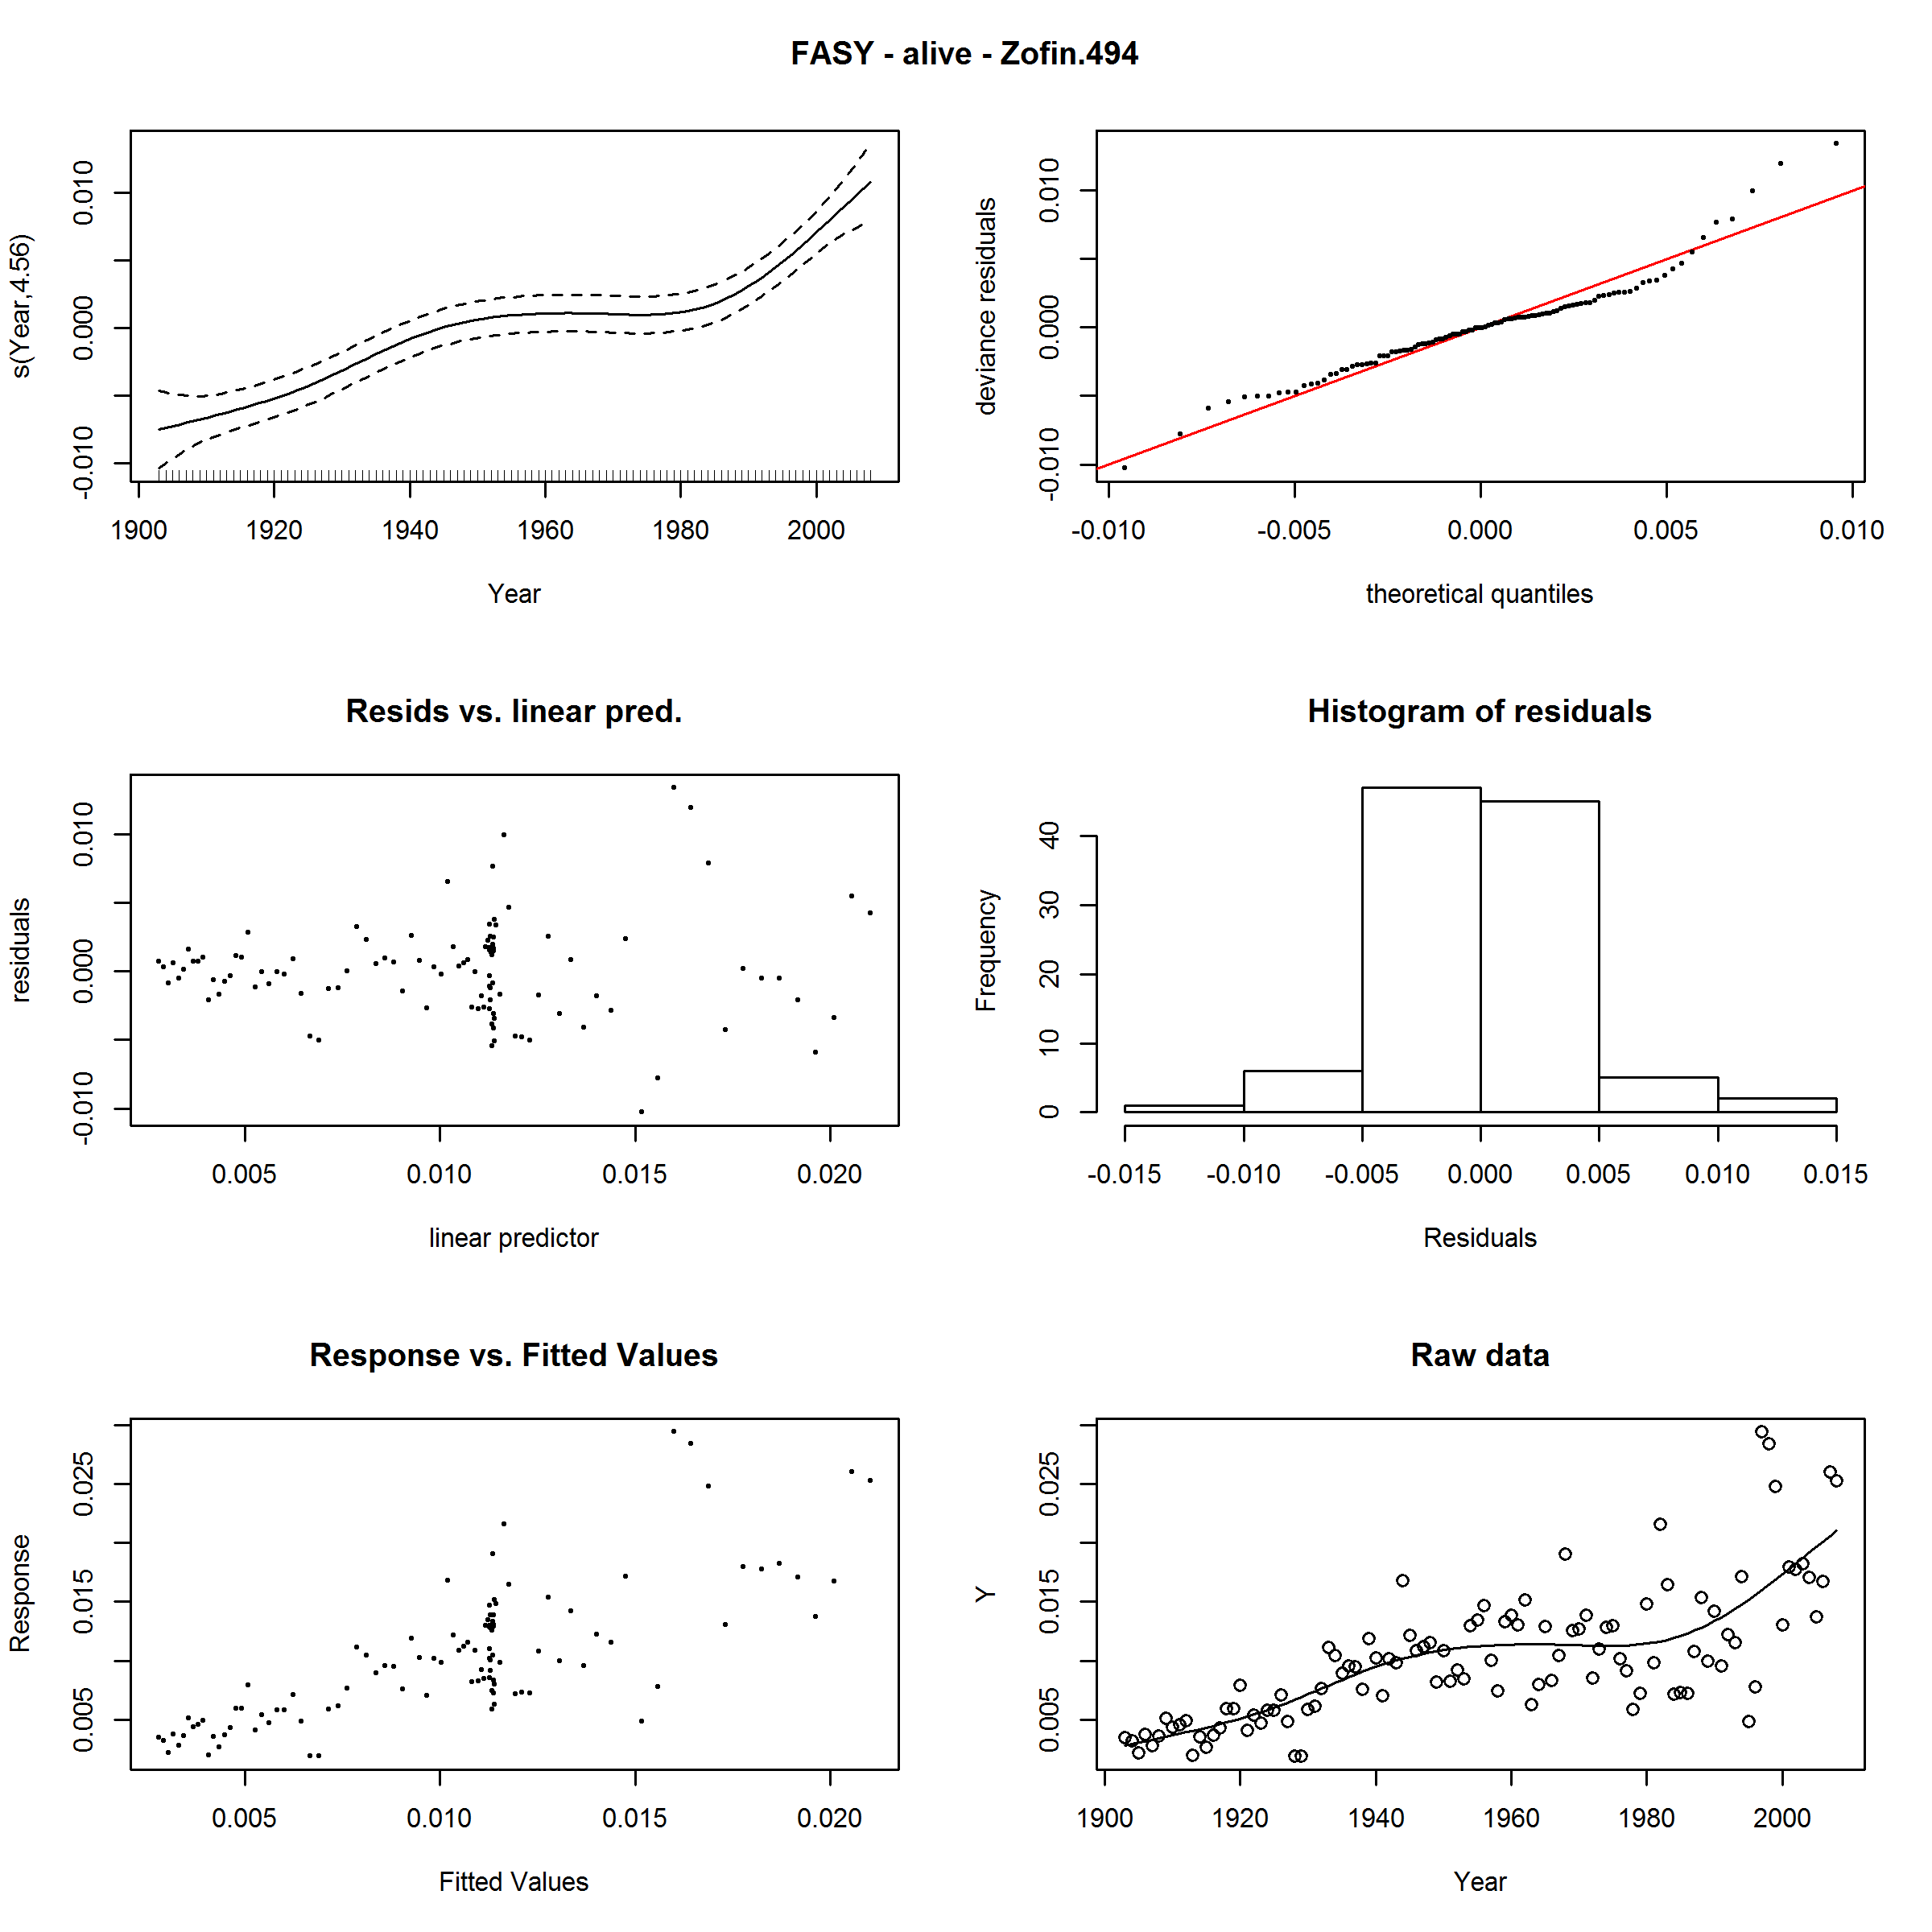 FASY - alive - Zofin.494
s(Year,4.56)
-0.010 0.000 0.010
1900 1920 1940 1960 1980 2000
Year
deviance residuals
-0.010 0.000 0.010
-0.010 -0.005 0.000 0.005 0.010
theoretical quantiles
Resids vs. linear pred.
residuals
-0.010 0.000 0.010
0.005 0.010 0.015 0.020
linear predictor
Histogram of residuals
Frequency
0 10 20 30 40
-0.015 -0.010 -0.005 0.000 0.005 0.010 0.015
Residuals
Response vs. Fitted Values
Response
0.005 0.015 0.025
0.005 0.010 0.015 0.020
Fitted Values
Raw data
Y
0.005 0.015 0.025
1900 1920 1940 1960 1980 2000
Year